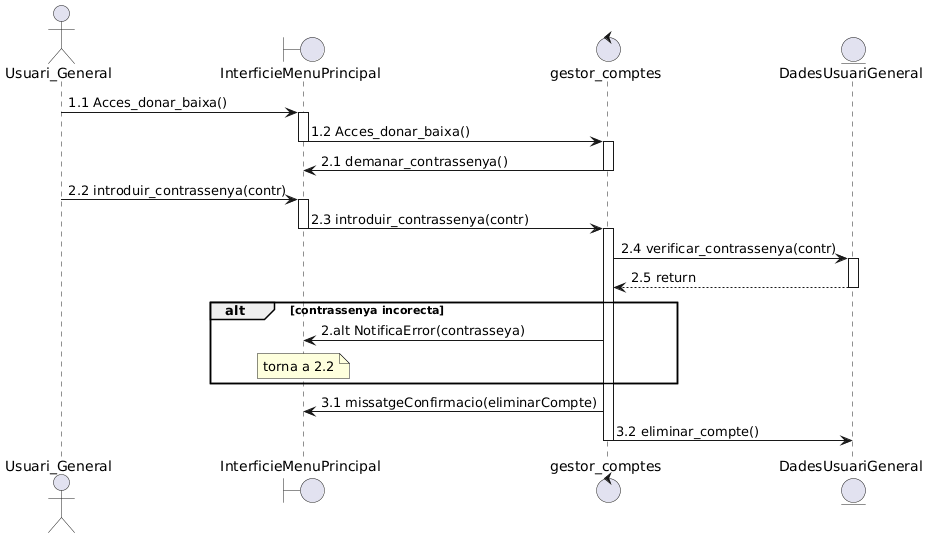 Usuari_General
InterficieMenuPrincipal
gestor_comptes
DadesUsuariGeneral
1.1 Acces_donar_baixa()
1.2 Acces_donar_baixa()
2.1 demanar_contrassenya()
2.2 introduir_contrassenya(contr)
2.3 introduir_contrassenya(contr)
2.4 verificar_contrassenya(contr)
2.5 return
alt [contrassenya incorecta]
2.alt NotificaError(contrasseya)
torna a 2.2
3.1 missatgeConfirmacio(eliminarCompte)
3.2 eliminar_compte()
Usuari_General
InterficieMenuPrincipal
gestor_comptes
DadesUsuariGeneral